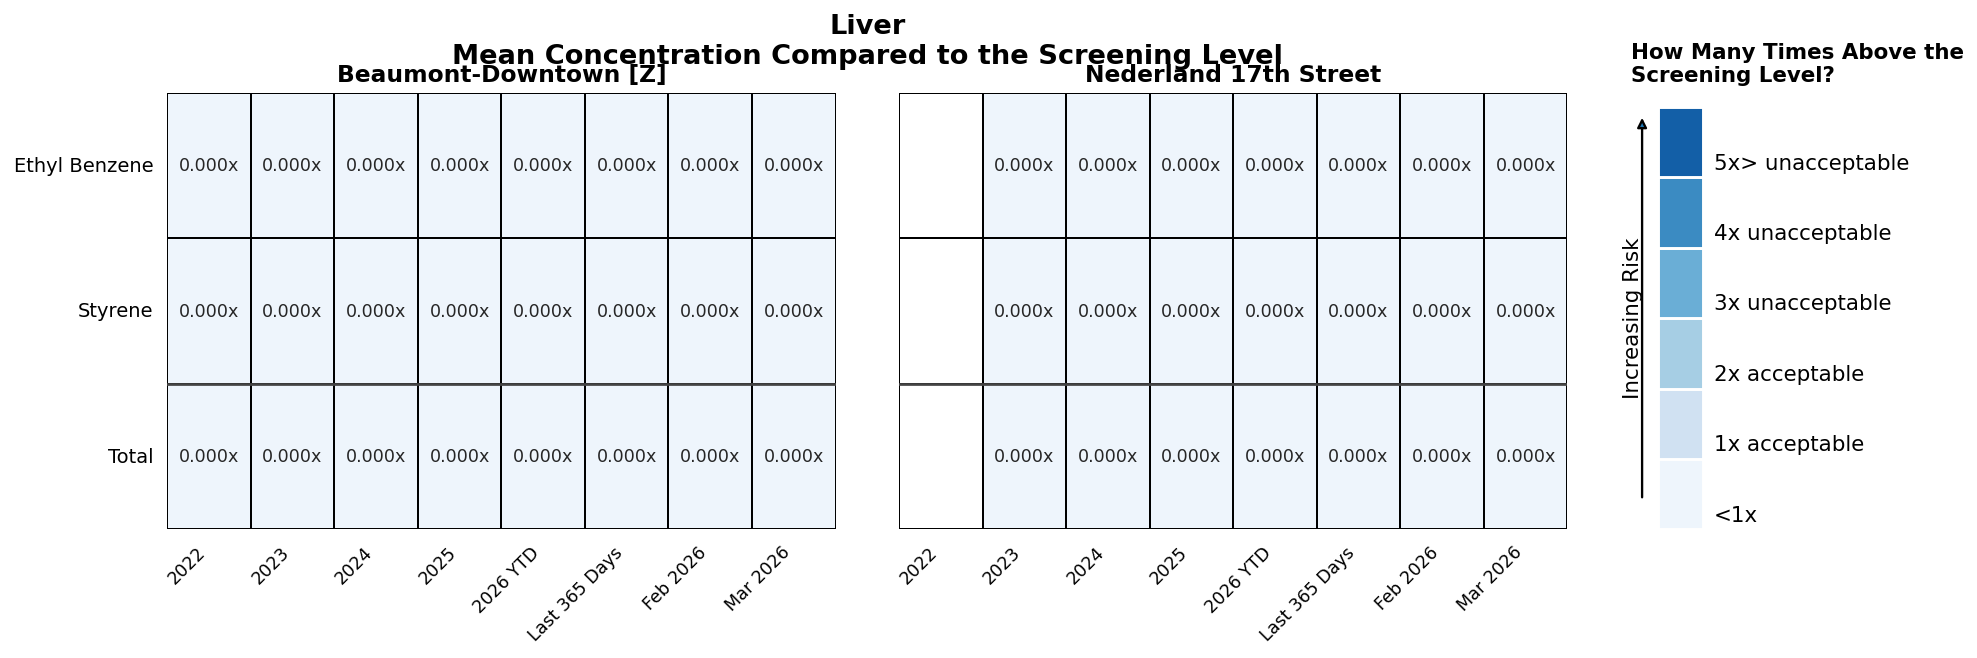 Liver
Mean Concentration Compared to the Screening Level
Beaumont-Downtown [Z]
Nederland 17th Street
How Many Times Above the
Screening Level?
Ethyl Benzene 0.000x 0.000x 0.000x 0.000x 0.000x 0.000x 0.000x 0.000x 0.000x 0.000x 0.000x 0.000x 0.000x 0.000x 0.000x
Styrene 0.000x 0.000x 0.000x 0.000x 0.000x 0.000x 0.000x 0.000x 0.000x 0.000x 0.000x 0.000x 0.000x 0.000x 0.000x
Total 0.000x 0.000x 0.000x 0.000x 0.000x 0.000x 0.000x 0.000x 0.000x 0.000x 0.000x 0.000x 0.000x 0.000x 0.000x
2022 2023 2024 2025 2026 YTD Last 365 Days Feb 2026 Mar 2026
2022 2023 2024 2025 2026 YTD Last 365 Days Feb 2026 Mar 2026
Increasing Risk
5x> unacceptable
4x unacceptable
3x unacceptable
2x acceptable
1x acceptable
<1x